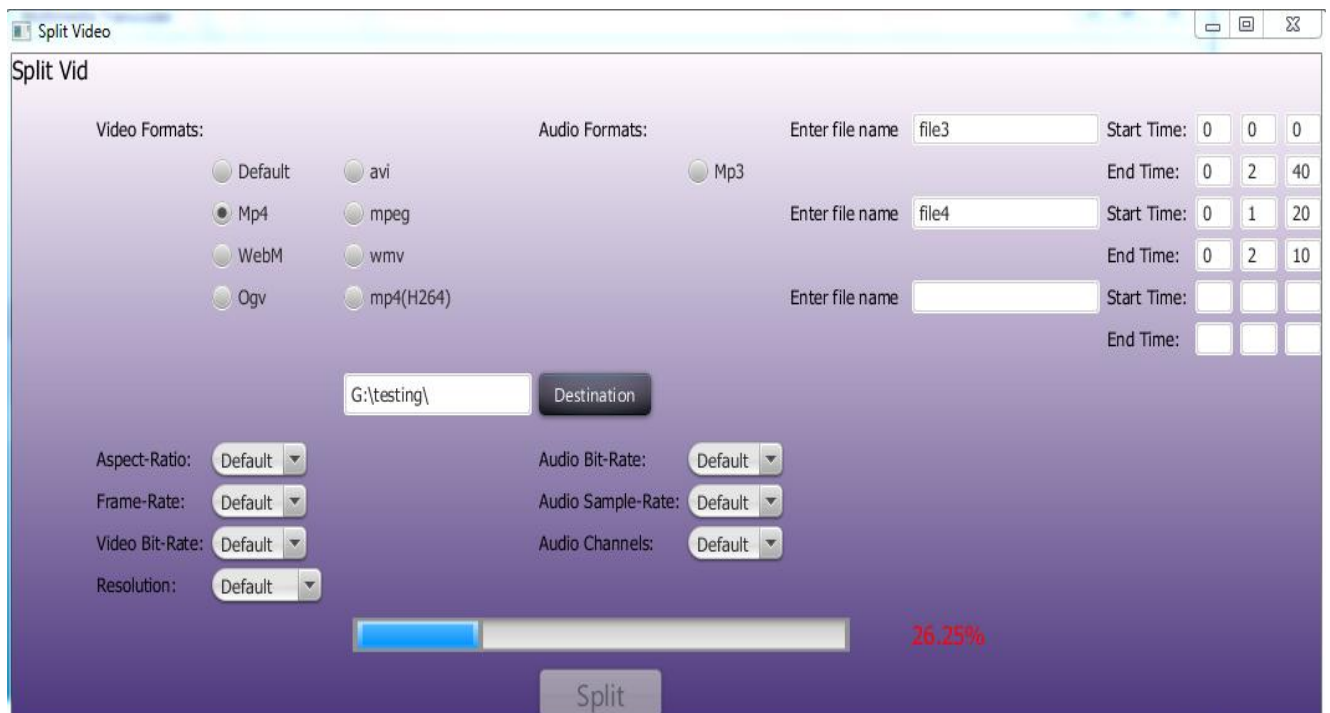 Split Video
Split Vid
Video Formats: Audio Formats: Enter file name file3 Start Time: 0 0 0
Default avi Mp3 End Time: 0 2 40
Mp4 mpeg Enter file name file4 Start Time: 0 1 20
WebM wmv End Time: 0 2 10
Ogv mp4(H264) Enter file name Start Time:
End Time:
G:\testing\ Destination
Aspect-Ratio: Default Audio Bit-Rate: Default
Frame-Rate: Default Audio Sample-Rate: Default
Video Bit-Rate: Default Audio Channels: Default
Resolution: Default
26.25%
Split